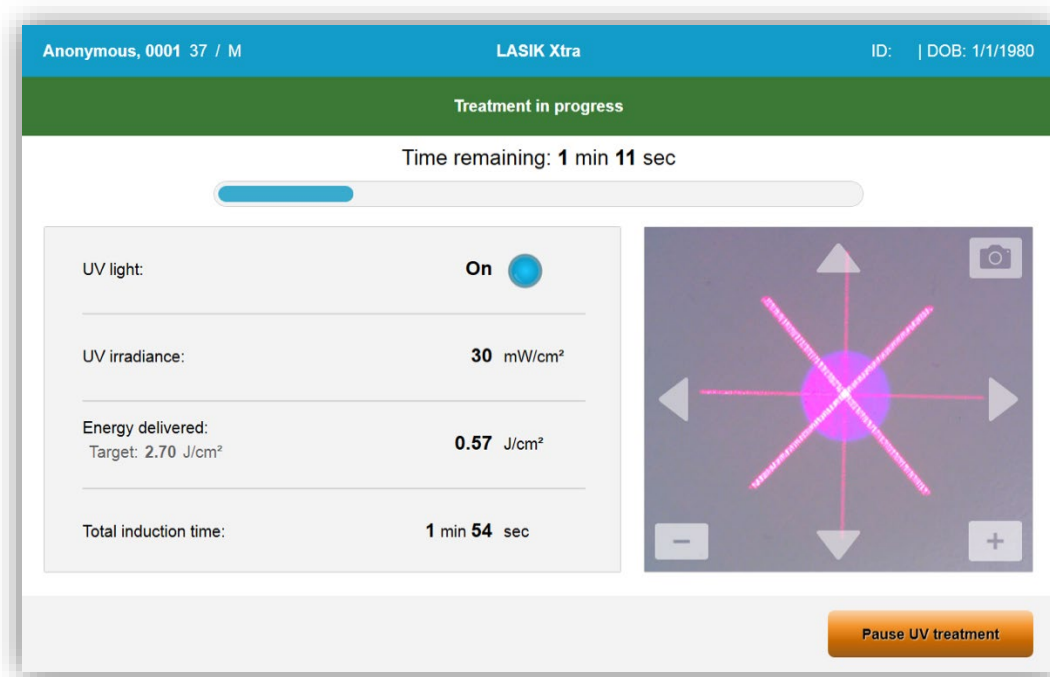 Anonymous, 0001 37 / M LASIK Xtra ID: | DOB: 1/1/1980
Treatment in progress
Time remaining: 1 min 11 sec
UV light: On
UV irradiance: 30 mW/cm²
Energy delivered:
Target: 2.70 J/cm²
0.57 J/cm²
Total induction time: 1 min 54 sec
− +
Pause UV treatment